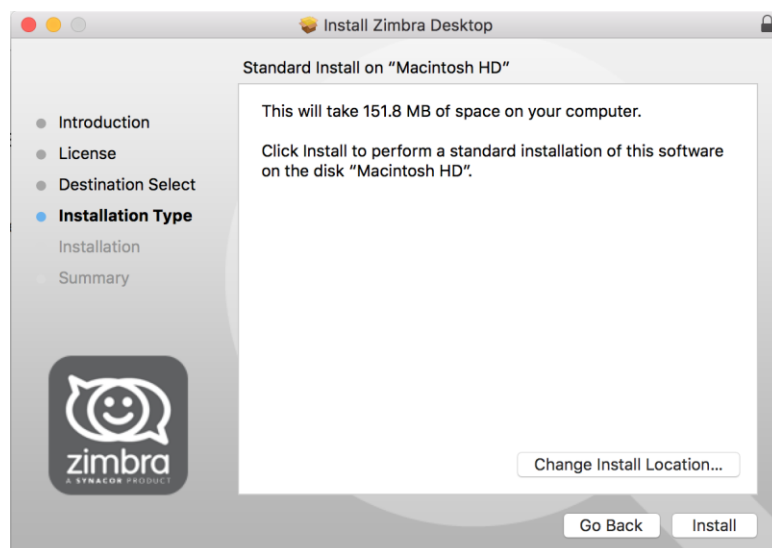 Install Zimbra Desktop
Standard Install on “Macintosh HD”
Introduction
License
Destination Select
Installation Type
Installation
Summary
This will take 151.8 MB of space on your computer.
Click Install to perform a standard installation of this software
on the disk “Macintosh HD”.
zimbra
A SYNACOR PRODUCT
Change Install Location...
Go Back
Install